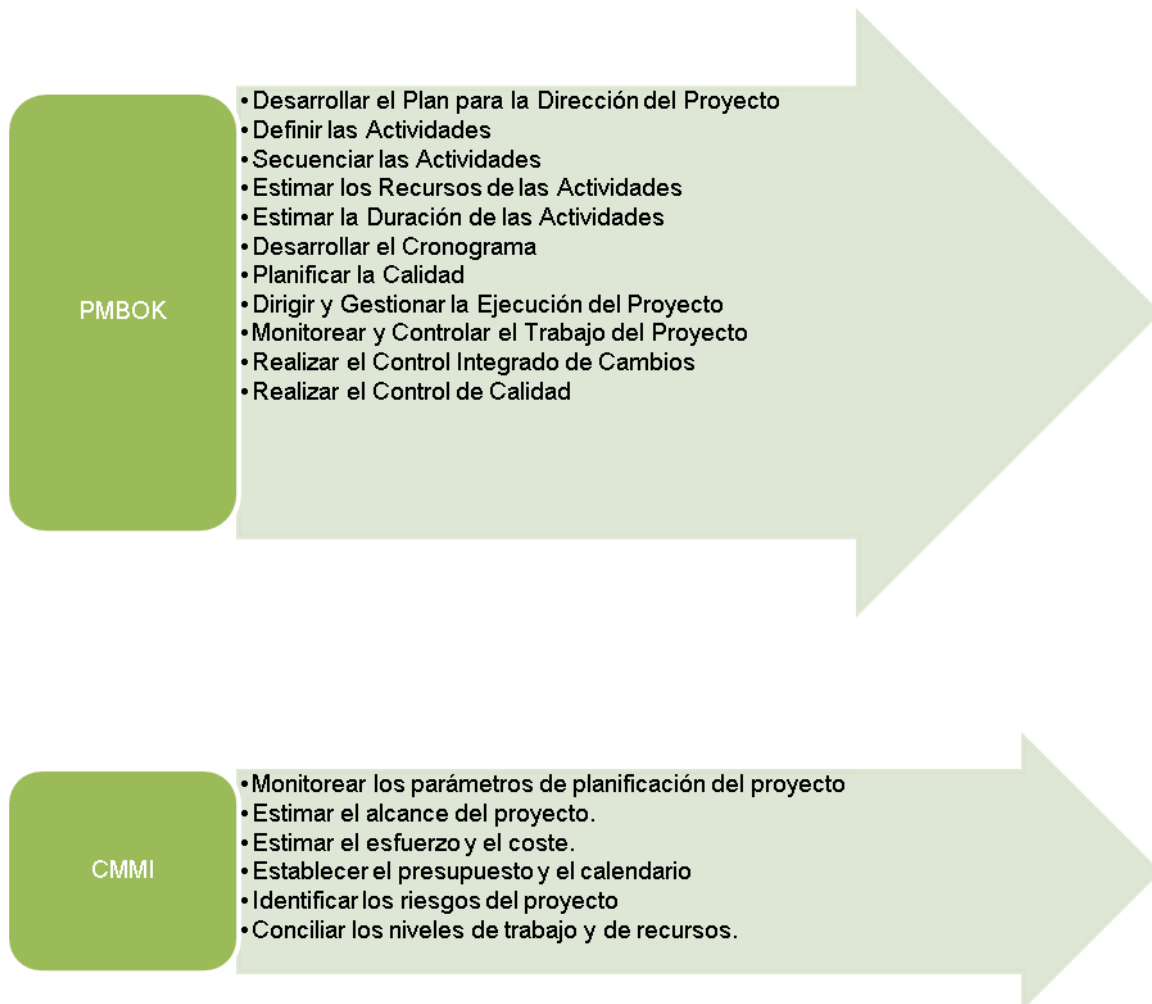 PMBOK
• Desarrollar el Plan para la Dirección del Proyecto
• Definir las Actividades
• Secuenciar las Actividades
• Estimar los Recursos de las Actividades
• Estimar la Duración de las Actividades
• Desarrollar el Cronograma
• Planificar la Calidad
• Dirigir y Gestionar la Ejecución del Proyecto
• Monitorear y Controlar el Trabajo del Proyecto
• Realizar el Control Integrado de Cambios
• Realizar el Control de Calidad
CMMI
• Monitorear los parámetros de planificación del proyecto
• Estimar el alcance del proyecto.
• Estimar el esfuerzo y el coste.
• Establecer el presupuesto y el calendario
• Identificar los riesgos del proyecto
• Conciliar los niveles de trabajo y de recursos.